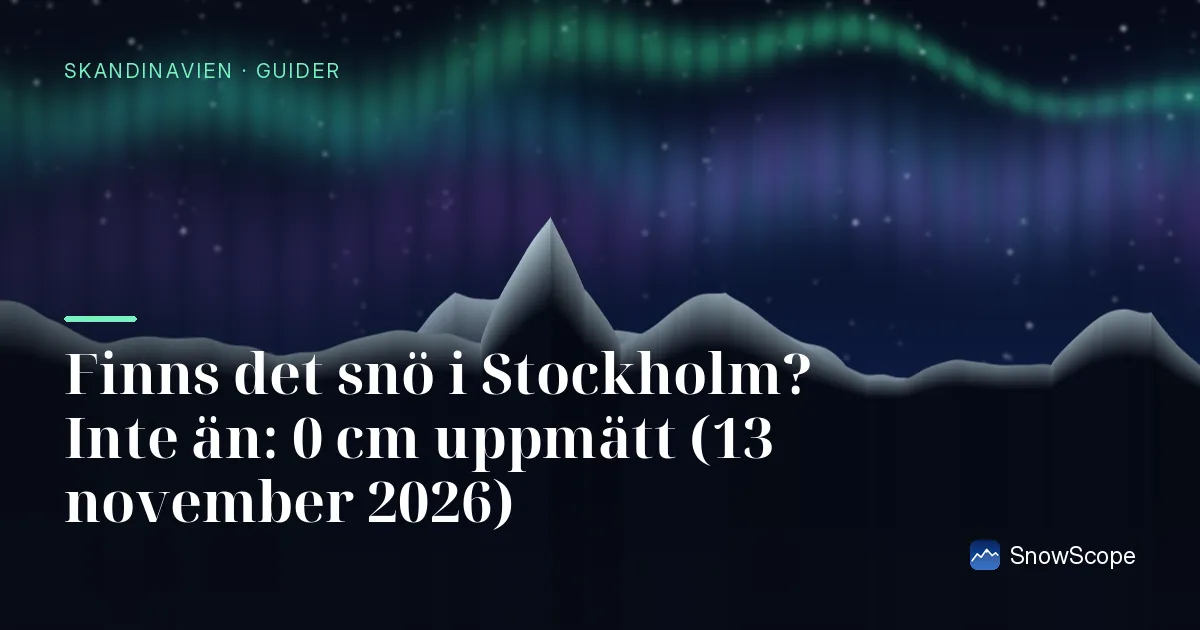 SKANDINAVIEN · GUIDER
Finns det snö i Stockholm?
Inte än: 0 cm uppmätt (13
november 2026)
SnowScope